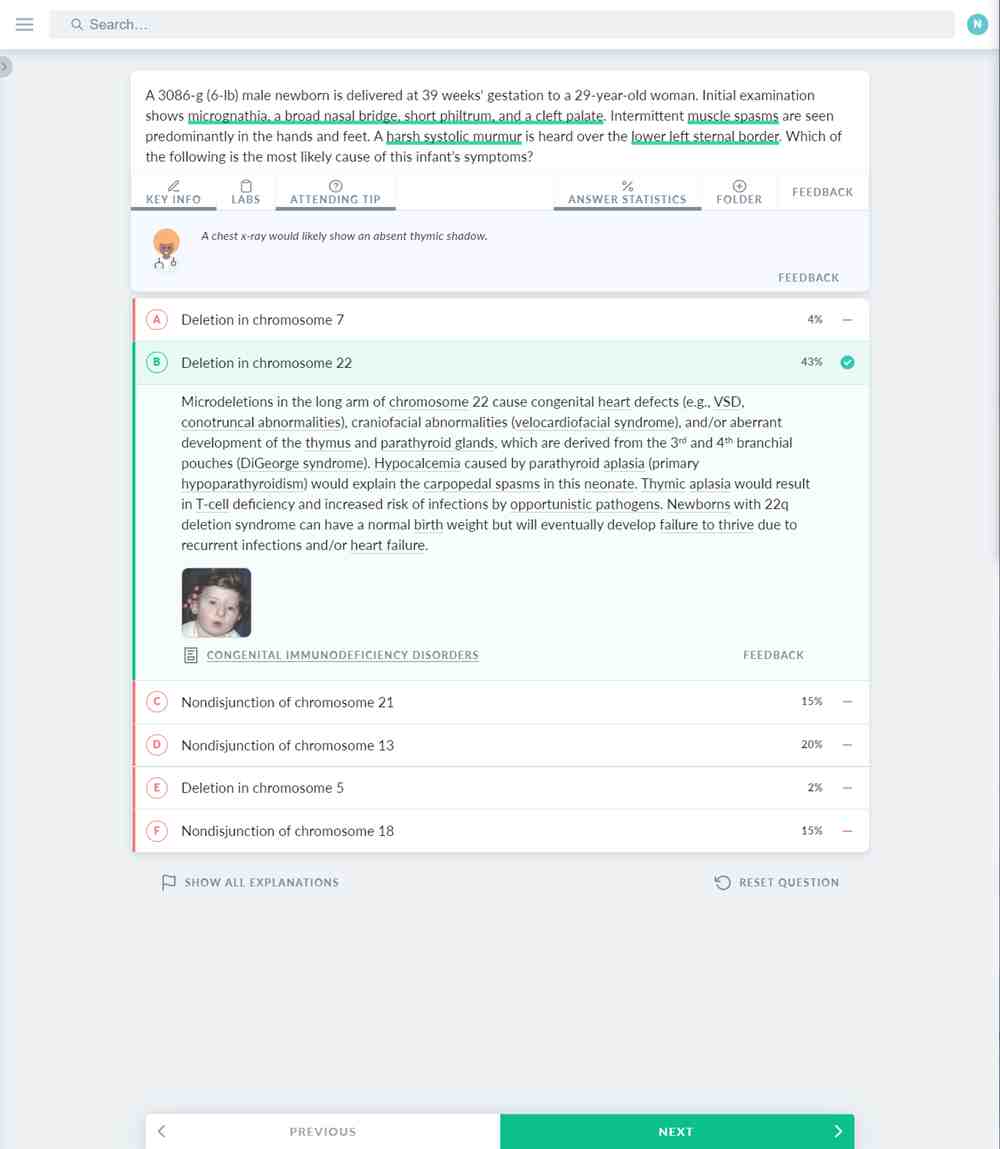 Search...
N
A 3086-g (6-lb) male newborn is delivered at 39 weeks' gestation to a 29-year-old woman. Initial examination
shows micrognathia, a broad nasal bridge, short philtrum, and a cleft palate. Intermittent muscle spasms are seen
predominantly in the hands and feet. A harsh systolic murmur is heard over the lower left sternal border. Which of
the following is the most likely cause of this infant's symptoms?
KEY INFO
LABS
ATTENDING TIP
ANSWER STATISTICS
FOLDER
FEEDBACK
A chest x-ray would likely show an absent thymic shadow.
FEEDBACK
A Deletion in chromosome 7 4%
B Deletion in chromosome 22 43%
Microdeletions in the long arm of chromosome 22 cause congenital heart defects (e.g., VSD,
conotruncal abnormalities), craniofacial abnormalities (velocardiofacial syndrome), and/or aberrant
development of the thymus and parathyroid glands, which are derived from the 3rd and 4th branchial
pouches (DiGeorge syndrome). Hypocalcemia caused by parathyroid aplasia (primary
hypoparathyroidism) would explain the carpopedal spasms in this neonate. Thymic aplasia would result
in T-cell deficiency and increased risk of infections by opportunistic pathogens. Newborns with 22q
deletion syndrome can have a normal birth weight but will eventually develop failure to thrive due to
recurrent infections and/or heart failure.
CONGENITAL IMMUNODEFICIENCY DISORDERS
FEEDBACK
C Nondisjunction of chromosome 21 15%
D Nondisjunction of chromosome 13 20%
E Deletion in chromosome 5 2%
F Nondisjunction of chromosome 18 15%
SHOW ALL EXPLANATIONS
RESET QUESTION
PREVIOUS
NEXT